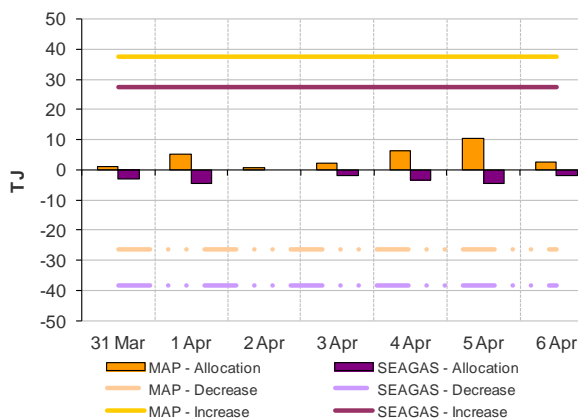 50
40
30
20
10
0
-10
-20
-30
-40
-50
TJ
31 Mar 1 Apr 2 Apr 3 Apr 4 Apr 5 Apr 6 Apr
MAP - Allocation SEAGAS - Allocation
MAP - Decrease SEAGAS - Decrease
MAP - Increase SEAGAS - Increase